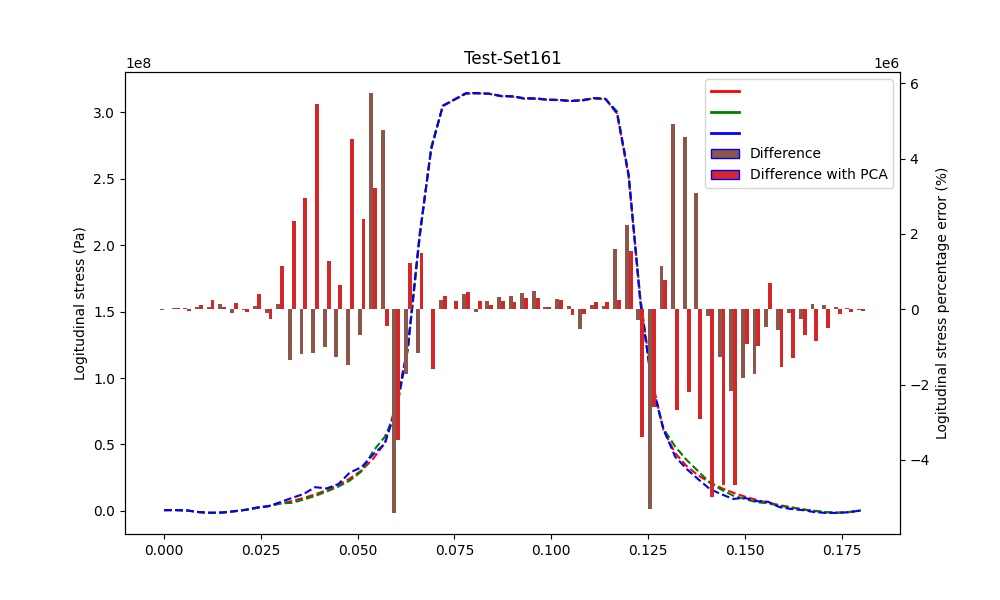 Test-Set161
1e8
1e6
Difference
Difference with PCA
Logitudinal stress (Pa)
3.0
2.5
2.0
1.5
1.0
0.5
0.0
6
4
2
0
−2
−4
Logitudinal stress percentage error (%)
0.000 0.025 0.050 0.075 0.100 0.125 0.150 0.175